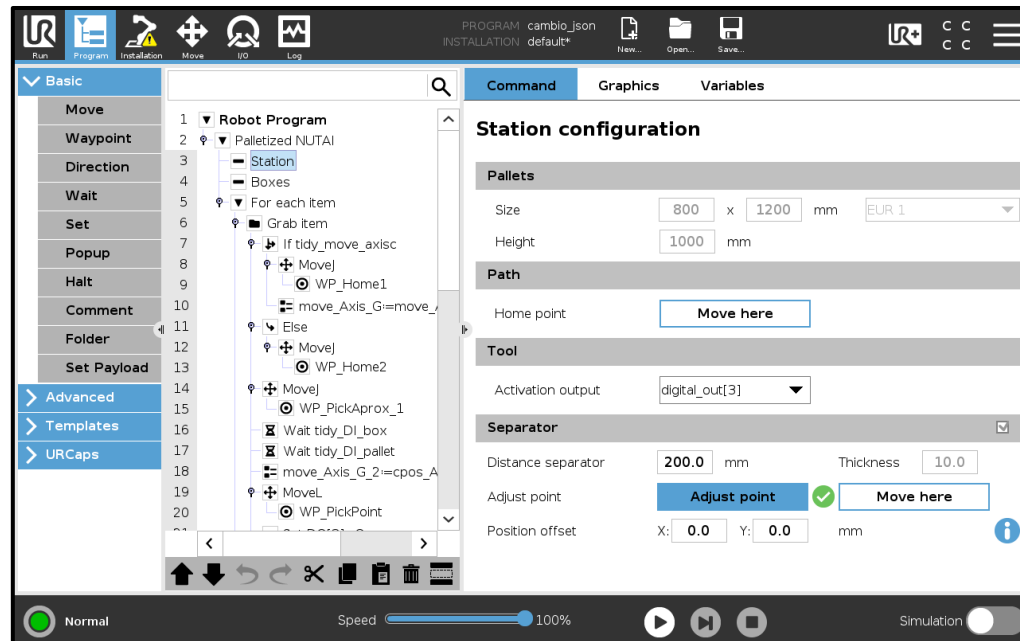 PROGRAM cambio_json
INSTALLATION default*
UR
Run
Program
Installation
Move
I/O
Log
New...
Open...
Save...
UR+
C C
C C
Basic
Move
Waypoint
Direction
Wait
Set
Popup
Halt
Comment
Folder
Set Payload
Advanced
Templates
URCaps
1 Robot Program
2 Palletized NUTAI
3 Station
4 Boxes
5 For each item
6 Grab item
7 If tidy_move_axisc
8 MoveJ
9 WP_Home1
10 move_Axis_G:=move_A
11 Else
12 MoveJ
13 WP_Home2
14 MoveJ
15 WP_PickAprox_1
16 Wait tidy_DI_box
17 Wait tidy_DI_pallet
18 move_Axis_G_2:=cpos_A
19 MoveL
20 WP_PickPoint
Command
Graphics
Variables
Station configuration
Pallets
Size 800 x 1200 mm EUR 1
Height 1000 mm
Path
Home point Move here
Tool
Activation output digital_out[3]
Separator
Distance separator 200.0 mm Thickness 10.0
Adjust point Adjust point Move here
Position offset X: 0.0 Y: 0.0 mm
Normal
Speed 100%
Simulation